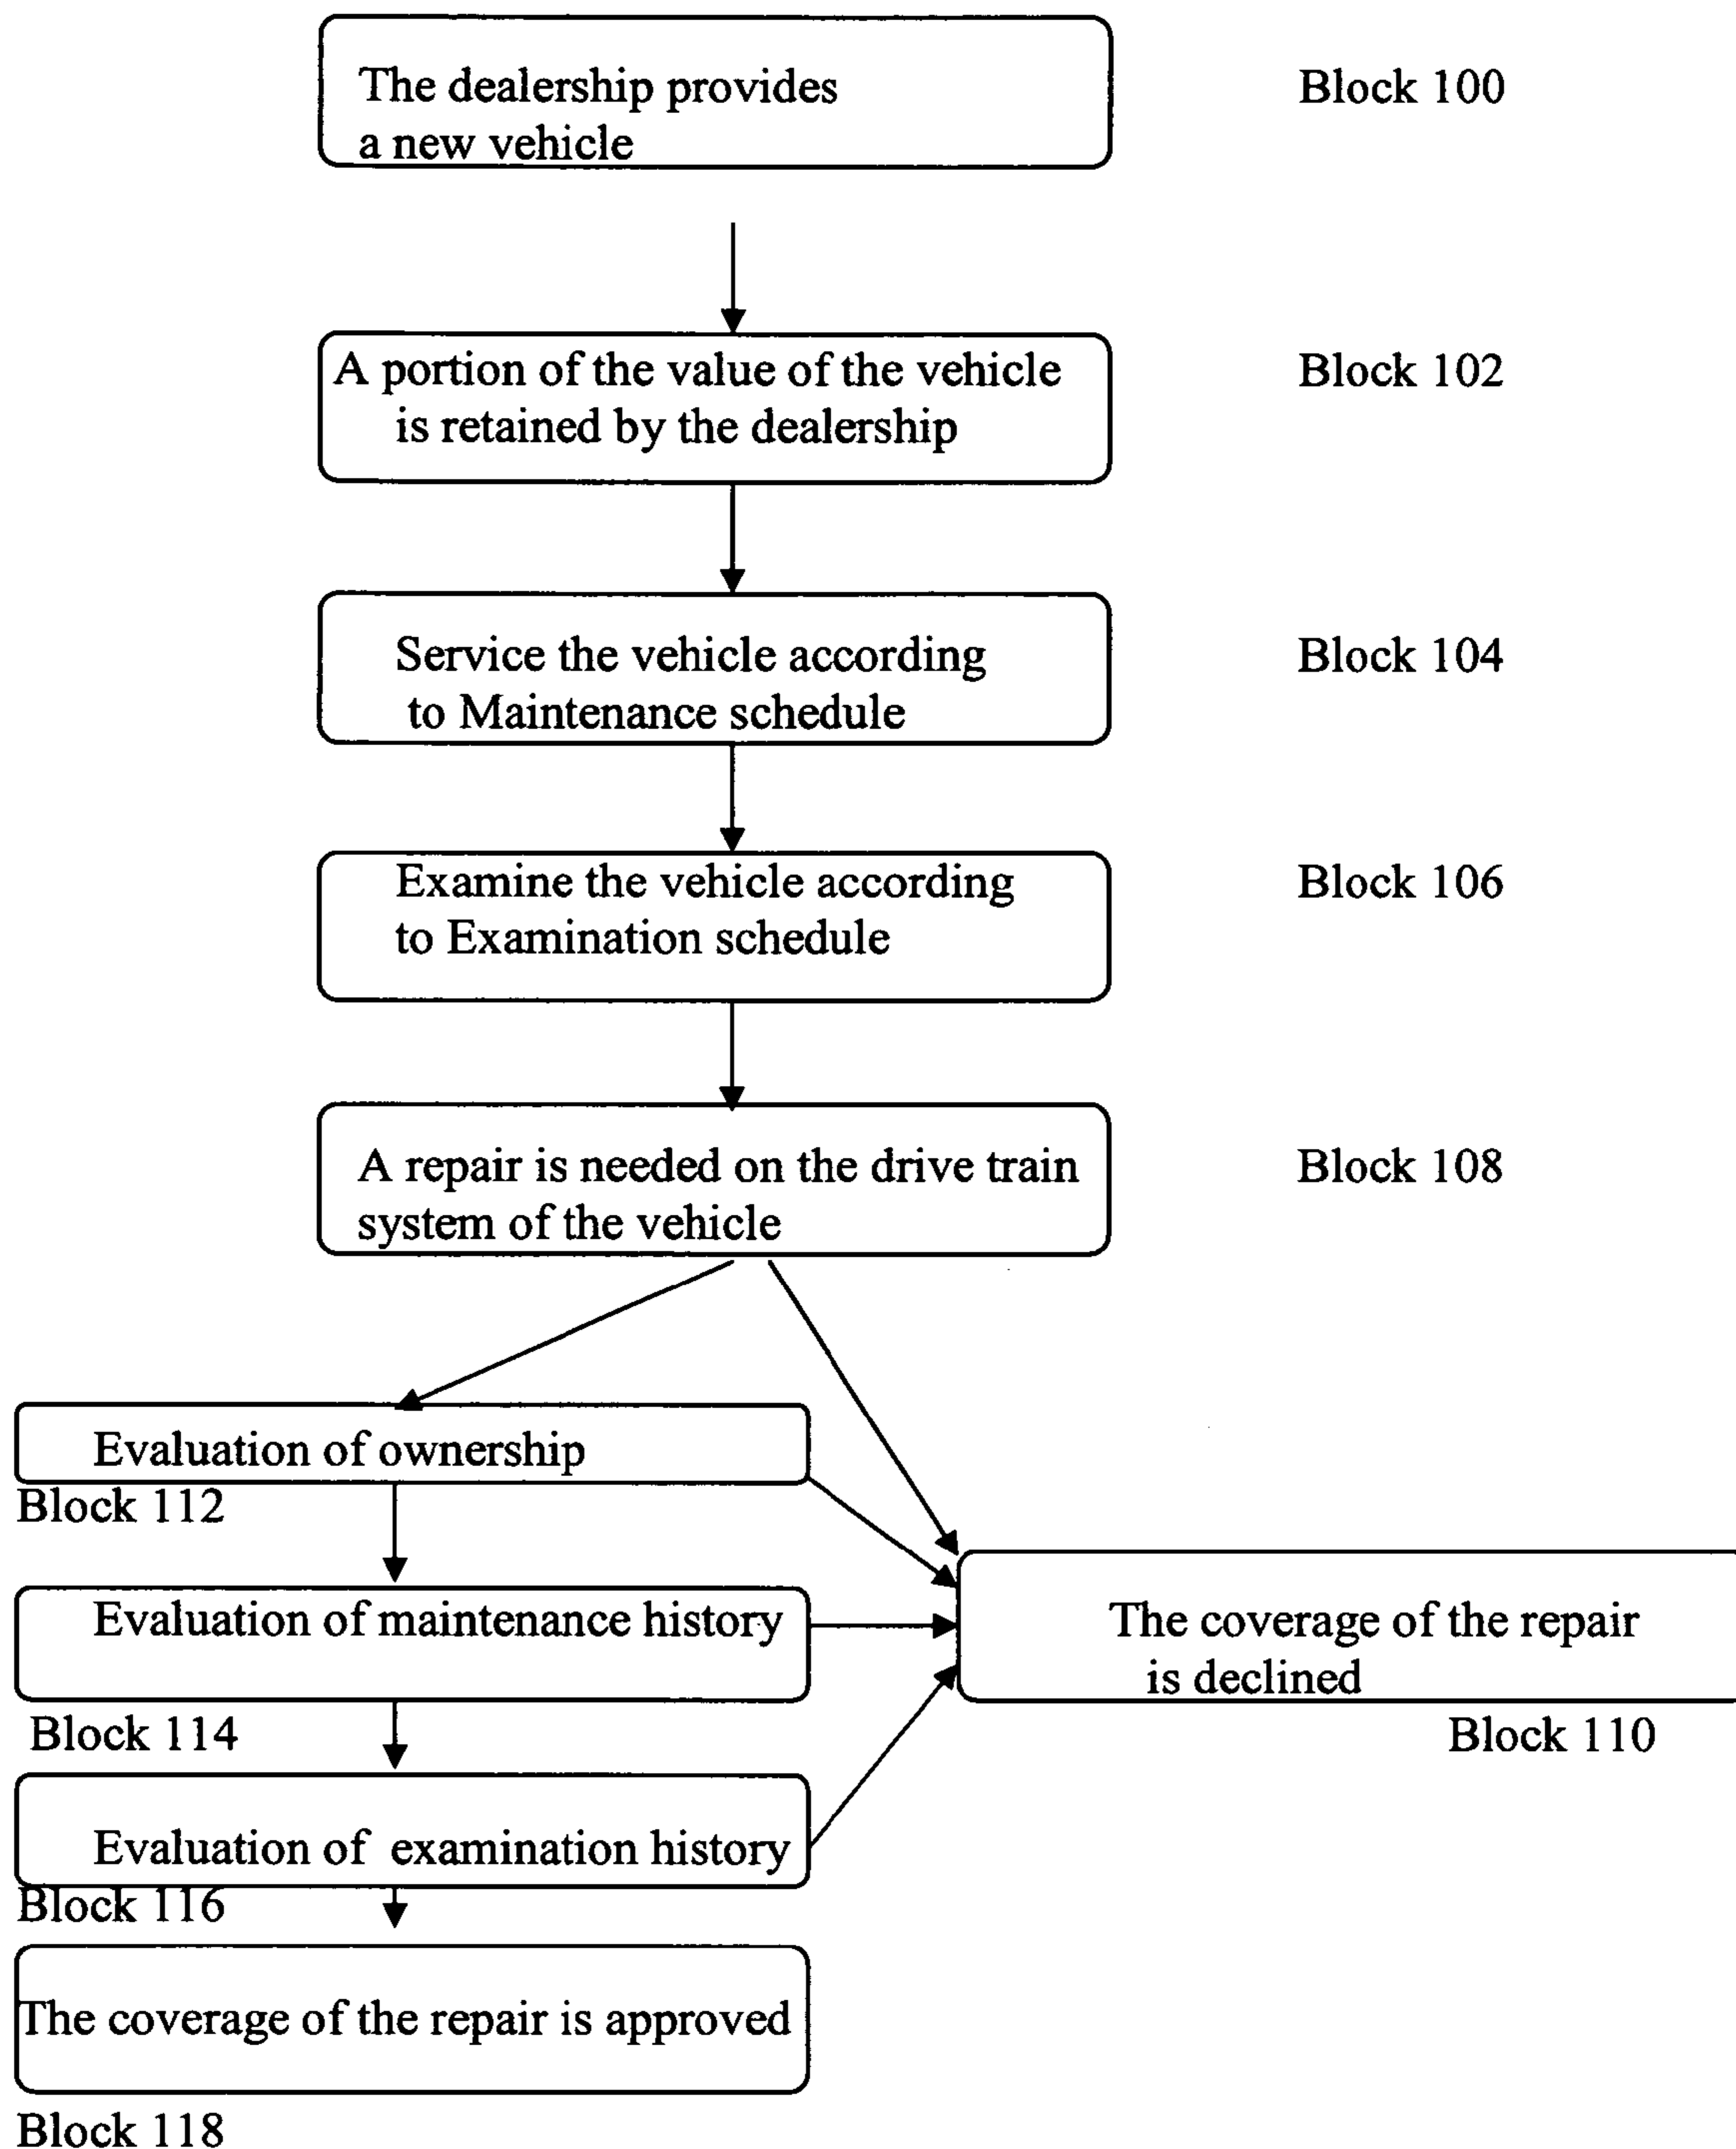 The dealership provides
a new vehicle
Block 100
A portion of the value of the vehicle
is retained by the dealership
Block 102
Service the vehicle according
to Maintenance schedule
Block 104
Examine the vehicle according
to Examination schedule
Block 106
A repair is needed on the drive train
system of the vehicle
Block 108
Evaluation of ownership
Block 112
Evaluation of maintenance history
Block 114
The coverage of the repair
is declined
Block 110
Evaluation of examination history
Block 116
The coverage of the repair is approved
Block 118